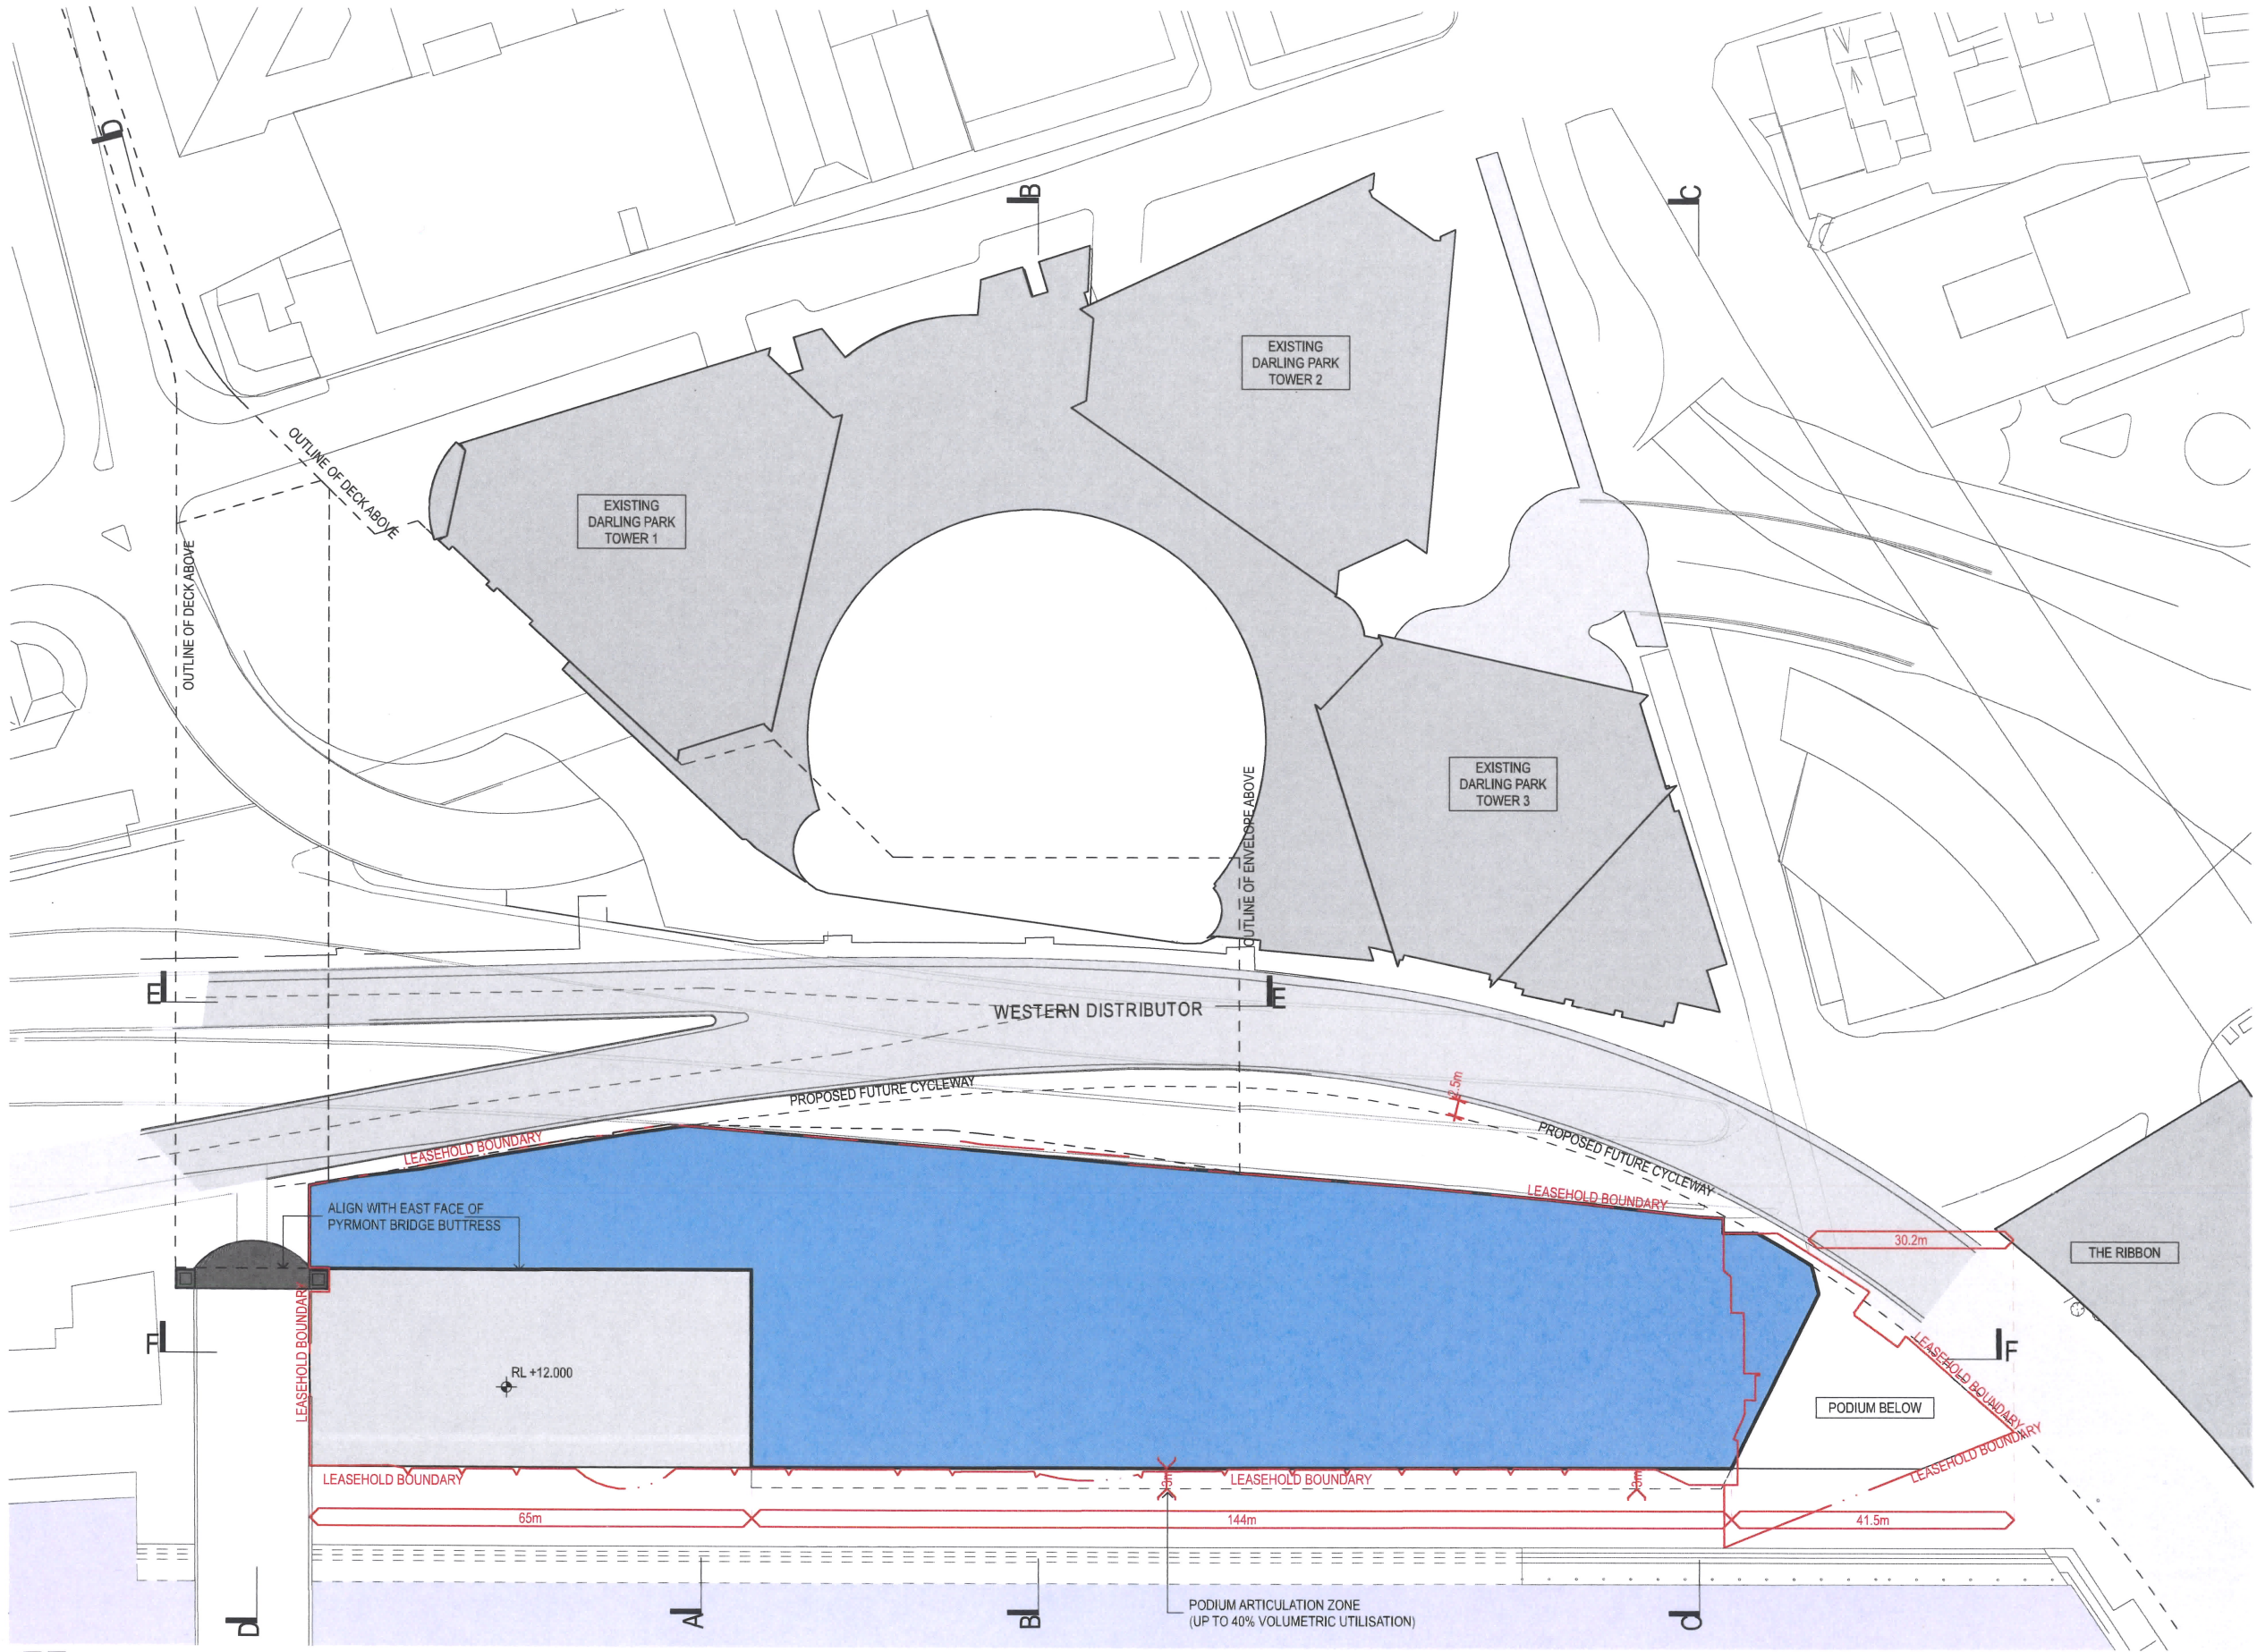 D
B
C
EXISTING
DARLING PARK
TOWER 2
OUTLINE OF DECK ABOVE
EXISTING
DARLING PARK
TOWER 1
OUTLINE OF DECK ABOVE
EXISTING
DARLING PARK
TOWER 3
OUTLINE OF ENVELOPE ABOVE
E
WESTERN DISTRIBUTOR
E
PROPOSED FUTURE CYCLEWAY
PROPOSED FUTURE CYCLEWAY
LEASEHOLD BOUNDARY
LEASEHOLD BOUNDARY
ALIGN WITH EAST FACE OF
PYRMONT BRIDGE BUTTRESS
30.2m
THE RIBBON
LEASEHOLD BOUNDARY
F
F
RL +12.000
LEASEHOLD BOUNDARY
PODIUM BELOW
LEASEHOLD BOUNDARY
LEASEHOLD BOUNDARY
3m
LEASEHOLD BOUNDARY
3m
65m
144m
41.5m
D
A
B
C
PODIUM ARTICULATION ZONE
(UP TO 40% VOLUMETRIC UTILISATION)